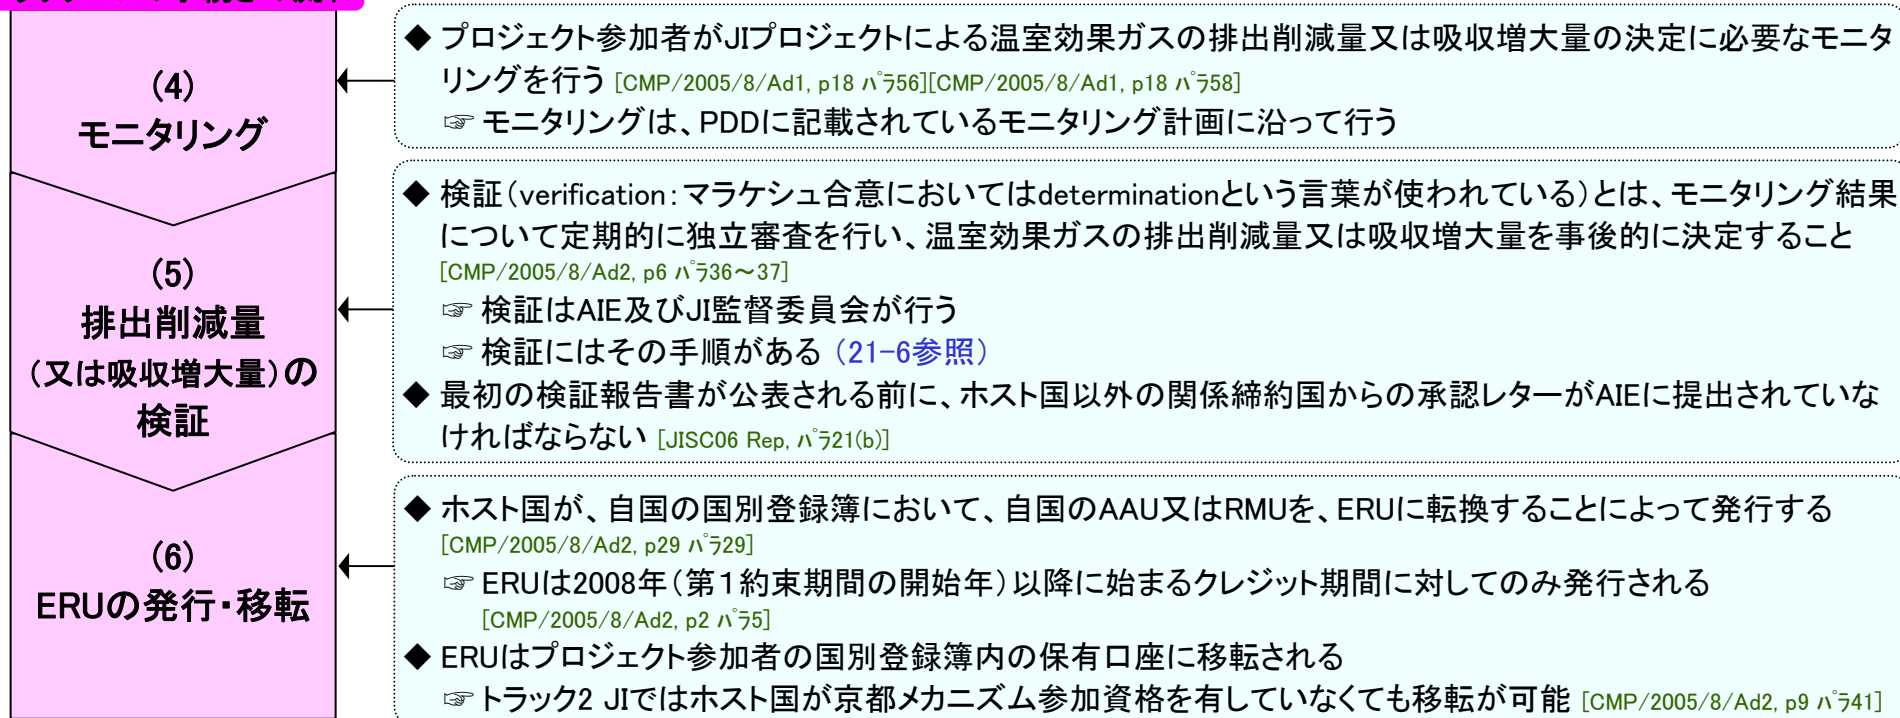 (4)
モニタリング
◆ プロジェクト参加者がJIプロジェクトによる温室効果ガスの排出削減量又は吸収増大量の決定に必要なモニタ
リングを行う [CMP/2005/8/Ad1, p18 ﾊﾟﾗ56][CMP/2005/8/Ad1, p18 ﾊﾟﾗ58]
☞ モニタリングは、PDDに記載されているモニタリング計画に沿って行う
(5)
排出削減量
(又は吸収増大量)の
検証
◆ 検証(verification:マラケシュ合意においてはdeterminationという言葉が使われている)とは、モニタリング結果
について定期的に独立審査を行い、温室効果ガスの排出削減量又は吸収増大量を事後的に決定すること
[CMP/2005/8/Ad2, p6 ﾊﾟﾗ36～37]
☞ 検証はAIE及びJI監督委員会が行う
☞ 検証にはその手順がある (21-6参照)
◆ 最初の検証報告書が公表される前に、ホスト国以外の関係締約国からの承認レターがAIEに提出されていな
ければならない [JISC06 Rep, ﾊﾟﾗ21(b)]
(6)
ERUの発行・移転
◆ ホスト国が、自国の国別登録簿において、自国のAAU又はRMUを、ERUに転換することによって発行する
[CMP/2005/8/Ad2, p29 ﾊﾟﾗ29]
☞ ERUは2008年(第1約束期間の開始年)以降に始まるクレジット期間に対してのみ発行される
[CMP/2005/8/Ad2, p2 ﾊﾟﾗ5]
◆ ERUはプロジェクト参加者の国別登録簿内の保有口座に移転される
☞ トラック2 JIではホスト国が京都メカニズム参加資格を有していなくても移転が可能 [CMP/2005/8/Ad2, p9 ﾊﾟﾗ41]